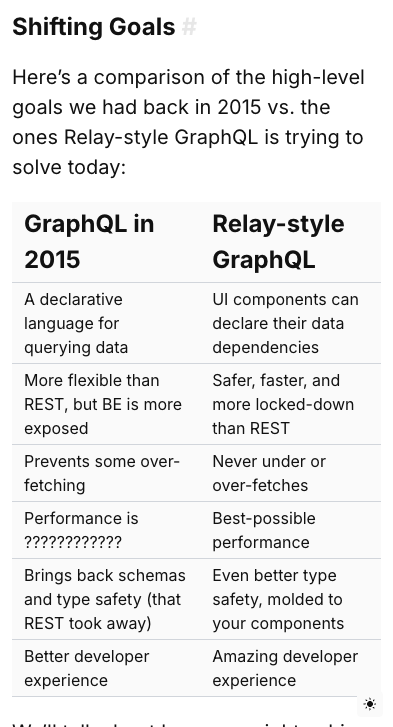 Shifting Goals #
Here's a comparison of the high-level
goals we had back in 2015 vs. the
ones Relay-style GraphQL is trying to
solve today:
GraphQL in
2015
Relay-style
GraphQL
A declarative
language for
querying data
UI components can
declare their data
dependencies
More flexible than
REST, but BE is more
exposed
Safer, faster, and
more locked-down
than REST
Prevents some over-
fetching
Never under or
over-fetches
Performance is
????????????
Best-possible
performance
Brings back schemas
and type safety (that
REST took away)
Even better type
safety, molded to
your components
Better developer
experience
Amazing developer
experience